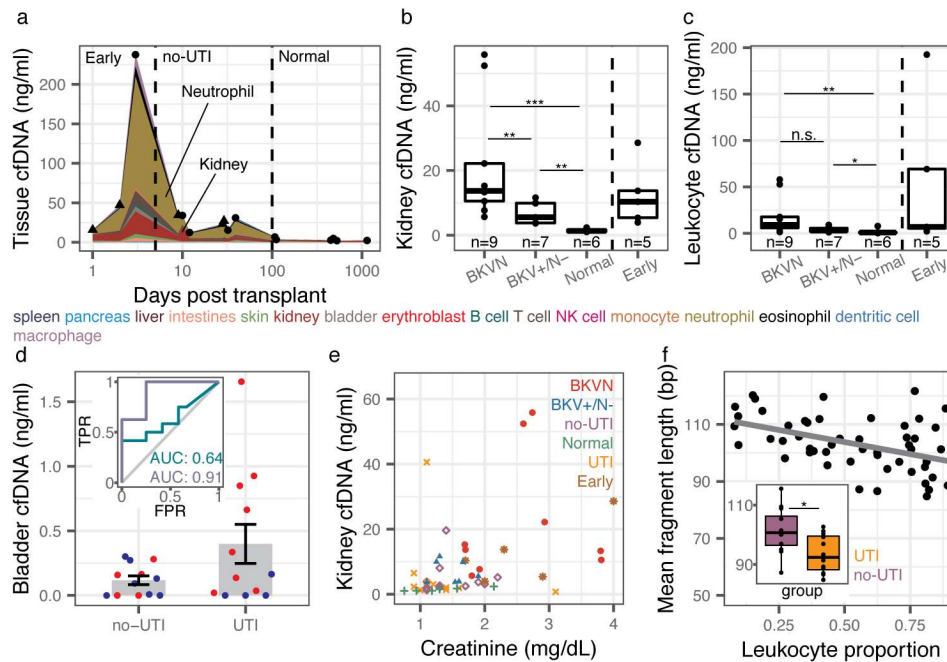 a
Tissue cfDNA (ng/ml)
200
150
100
50
0
Early
no-UTI
Normal
Neutrophil
Kidney
1
10
100
1000
Days post transplant
b
Kidney cfDNA (ng/ml)
40
20
0
***
**
**
n=9
n=7
n=6
n=5
BKVN
BKV+/N−
Normal
Early
c
Leukocyte cfDNA (ng/ml)
200
150
100
50
0
**
n.s.
*
n=9
n=7
n=6
n=5
BKVN
BKV+/N−
Normal
Early
spleen pancreas liver intestines skin kidney bladder erythroblast B cell T cell NK cell monocyte neutrophil eosinophil dentritic cell
macrophage
d
Bladder cfDNA (ng/ml)
1.5
1.0
0.5
0.0
TPR
1
0.5
0
AUC: 0.64
AUC: 0.91
0
0.5
1
FPR
no−UTI
UTI
e
Kidney cfDNA (ng/ml)
60
40
20
0
BKVN
BKV+/N-
no-UTI
Normal
UTI
Early
1
2
3
4
Creatinine (mg/dL)
f
Mean fragment length (bp)
110
90
70
50
110
90
*
group
UTI
no-UTI
0.25
0.50
0.75
Leukocyte proportion